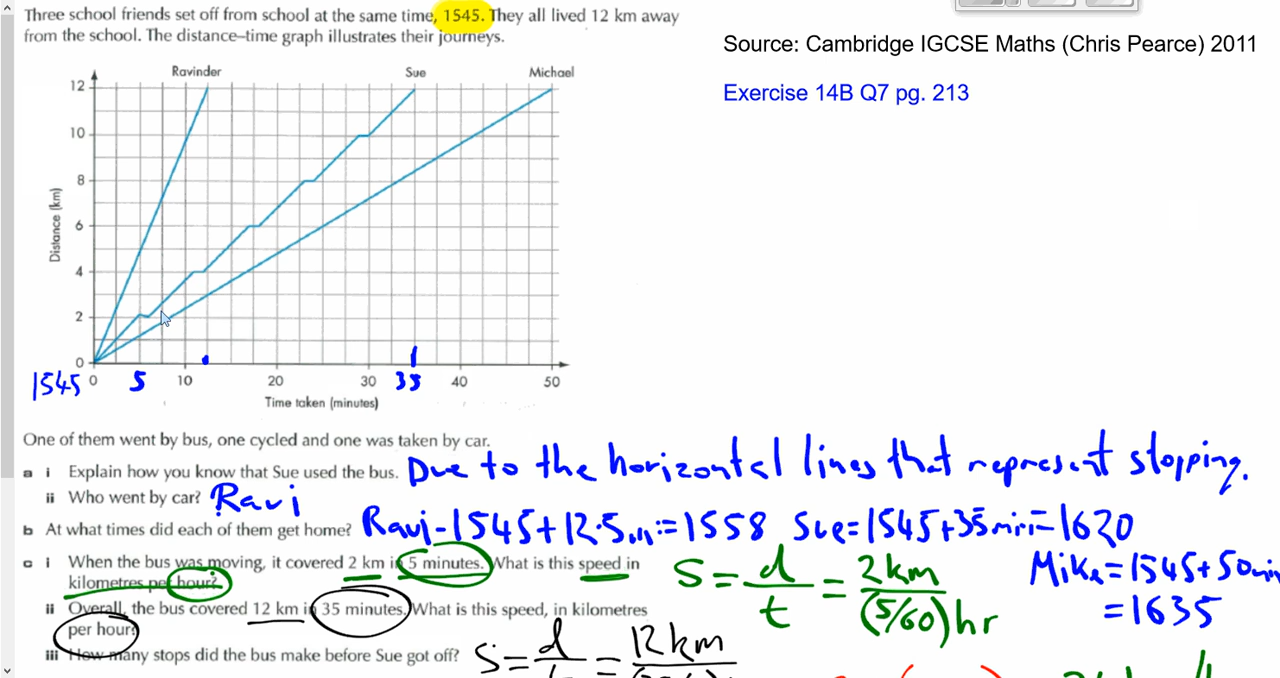 Three school friends set off from school at the same time, 1545. They all lived 12 km away
from the school. The distance–time graph illustrates their journeys.
Source: Cambridge IGCSE Maths (Chris Pearce) 2011
Exercise 14B Q7 pg. 213
Ravinder Sue Michael
12
10
8
6
4
2
0
Distance (km)
1545 0 5 10 20 30 35 40 50
Time taken (minutes)
One of them went by bus, one cycled and one was taken by car.
a i Explain how you know that Sue used the bus. Due to the horizontal lines that represent stopping.
ii Who went by car? Ravi
b At what times did each of them get home? Ravi-1545+12.5min=1558 Sue=1545+35min=1620
Mike=1545+50min
=1635
c i When the bus was moving, it covered 2 km in 5 minutes. What is this speed in
kilometres per hour?
S=d/t=2km/(5/60)hr
ii Overall, the bus covered 12 km in 35 minutes. What is this speed, in kilometres
per hour?
iii How many stops did the bus make before Sue got off?
S=d/ =12km